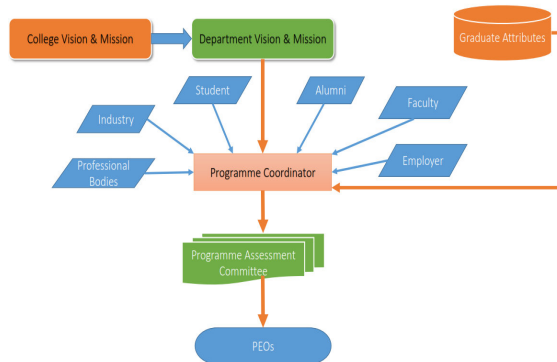 College Vision & Mission
Department Vision & Mission
Graduate Attributes
Student
Alumni
Faculty
Industry
Professional
Bodies
Programme Coordinator
Employer
Programme Assessment
Committee
PEOs